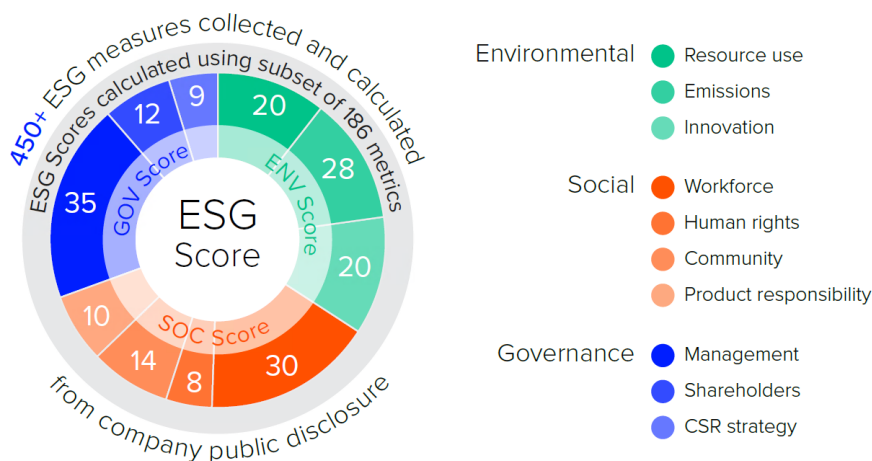 450+ ESG measures collected and calculated
ESG Scores calculated using subset of 186 metrics
9
20
28
20
30
8
14
10
35
12
GOV Score
ENV Score
SOC Score
ESG
Score
from company public disclosure
Environmental
Resource use
Emissions
Innovation
Social
Workforce
Human rights
Community
Product responsibility
Governance
Management
Shareholders
CSR strategy